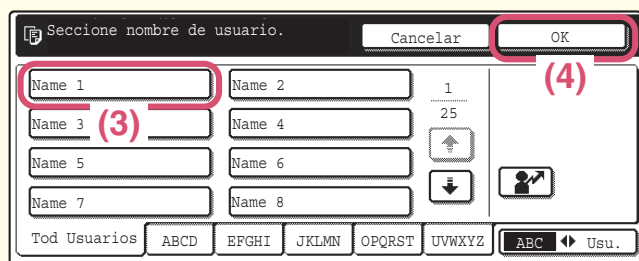 Seccione nombre de usuario.
Cancelar
OK
(4)
Name 1
Name 2
1
25
(3)
Name 3
Name 4
Name 5
Name 6
Name 7
Name 8
Tod Usuarios
ABCD
EFGHI
JKLMN
OPQRST
UVWXYZ
ABC
Usu.